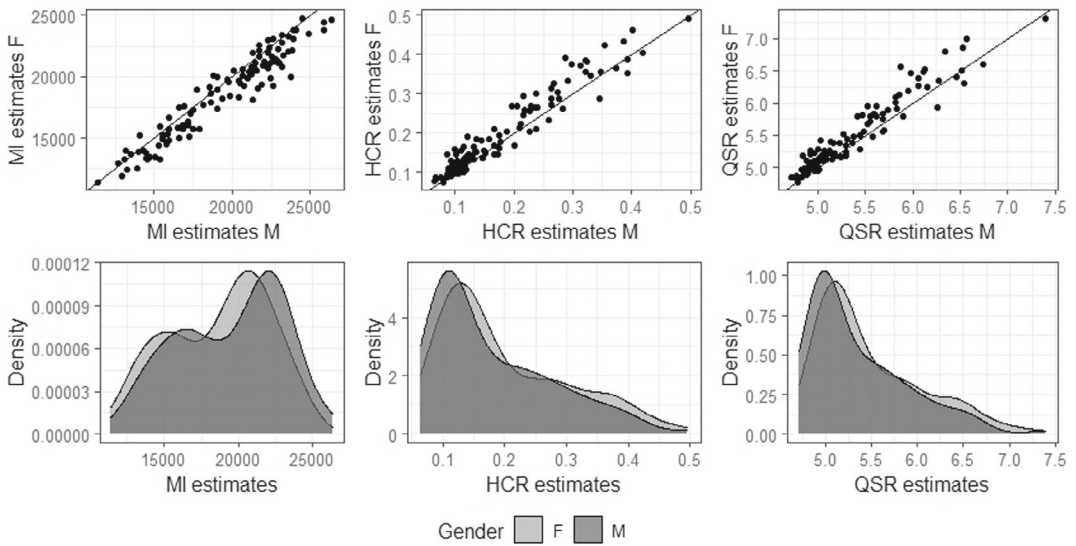 MI estimates F
25000
20000
15000
15000 20000 25000
MI estimates M
HCR estimates F
0.5
0.4
0.3
0.2
0.1
0.1 0.2 0.3 0.4 0.5
HCR estimates M
QSR estimates F
7.0
6.5
6.0
5.5
5.0
5.0 5.5 6.0 6.5 7.0 7.5
QSR estimates M
Density
0.00012
0.00009
0.00006
0.00003
0.00000
15000 20000 25000
MI estimates
Density
4
2
0
0.1 0.2 0.3 0.4 0.5
HCR estimates
Density
1.00
0.75
0.50
0.25
0.00
5.0 5.5 6.0 6.5 7.0 7.5
QSR estimates
Gender F M